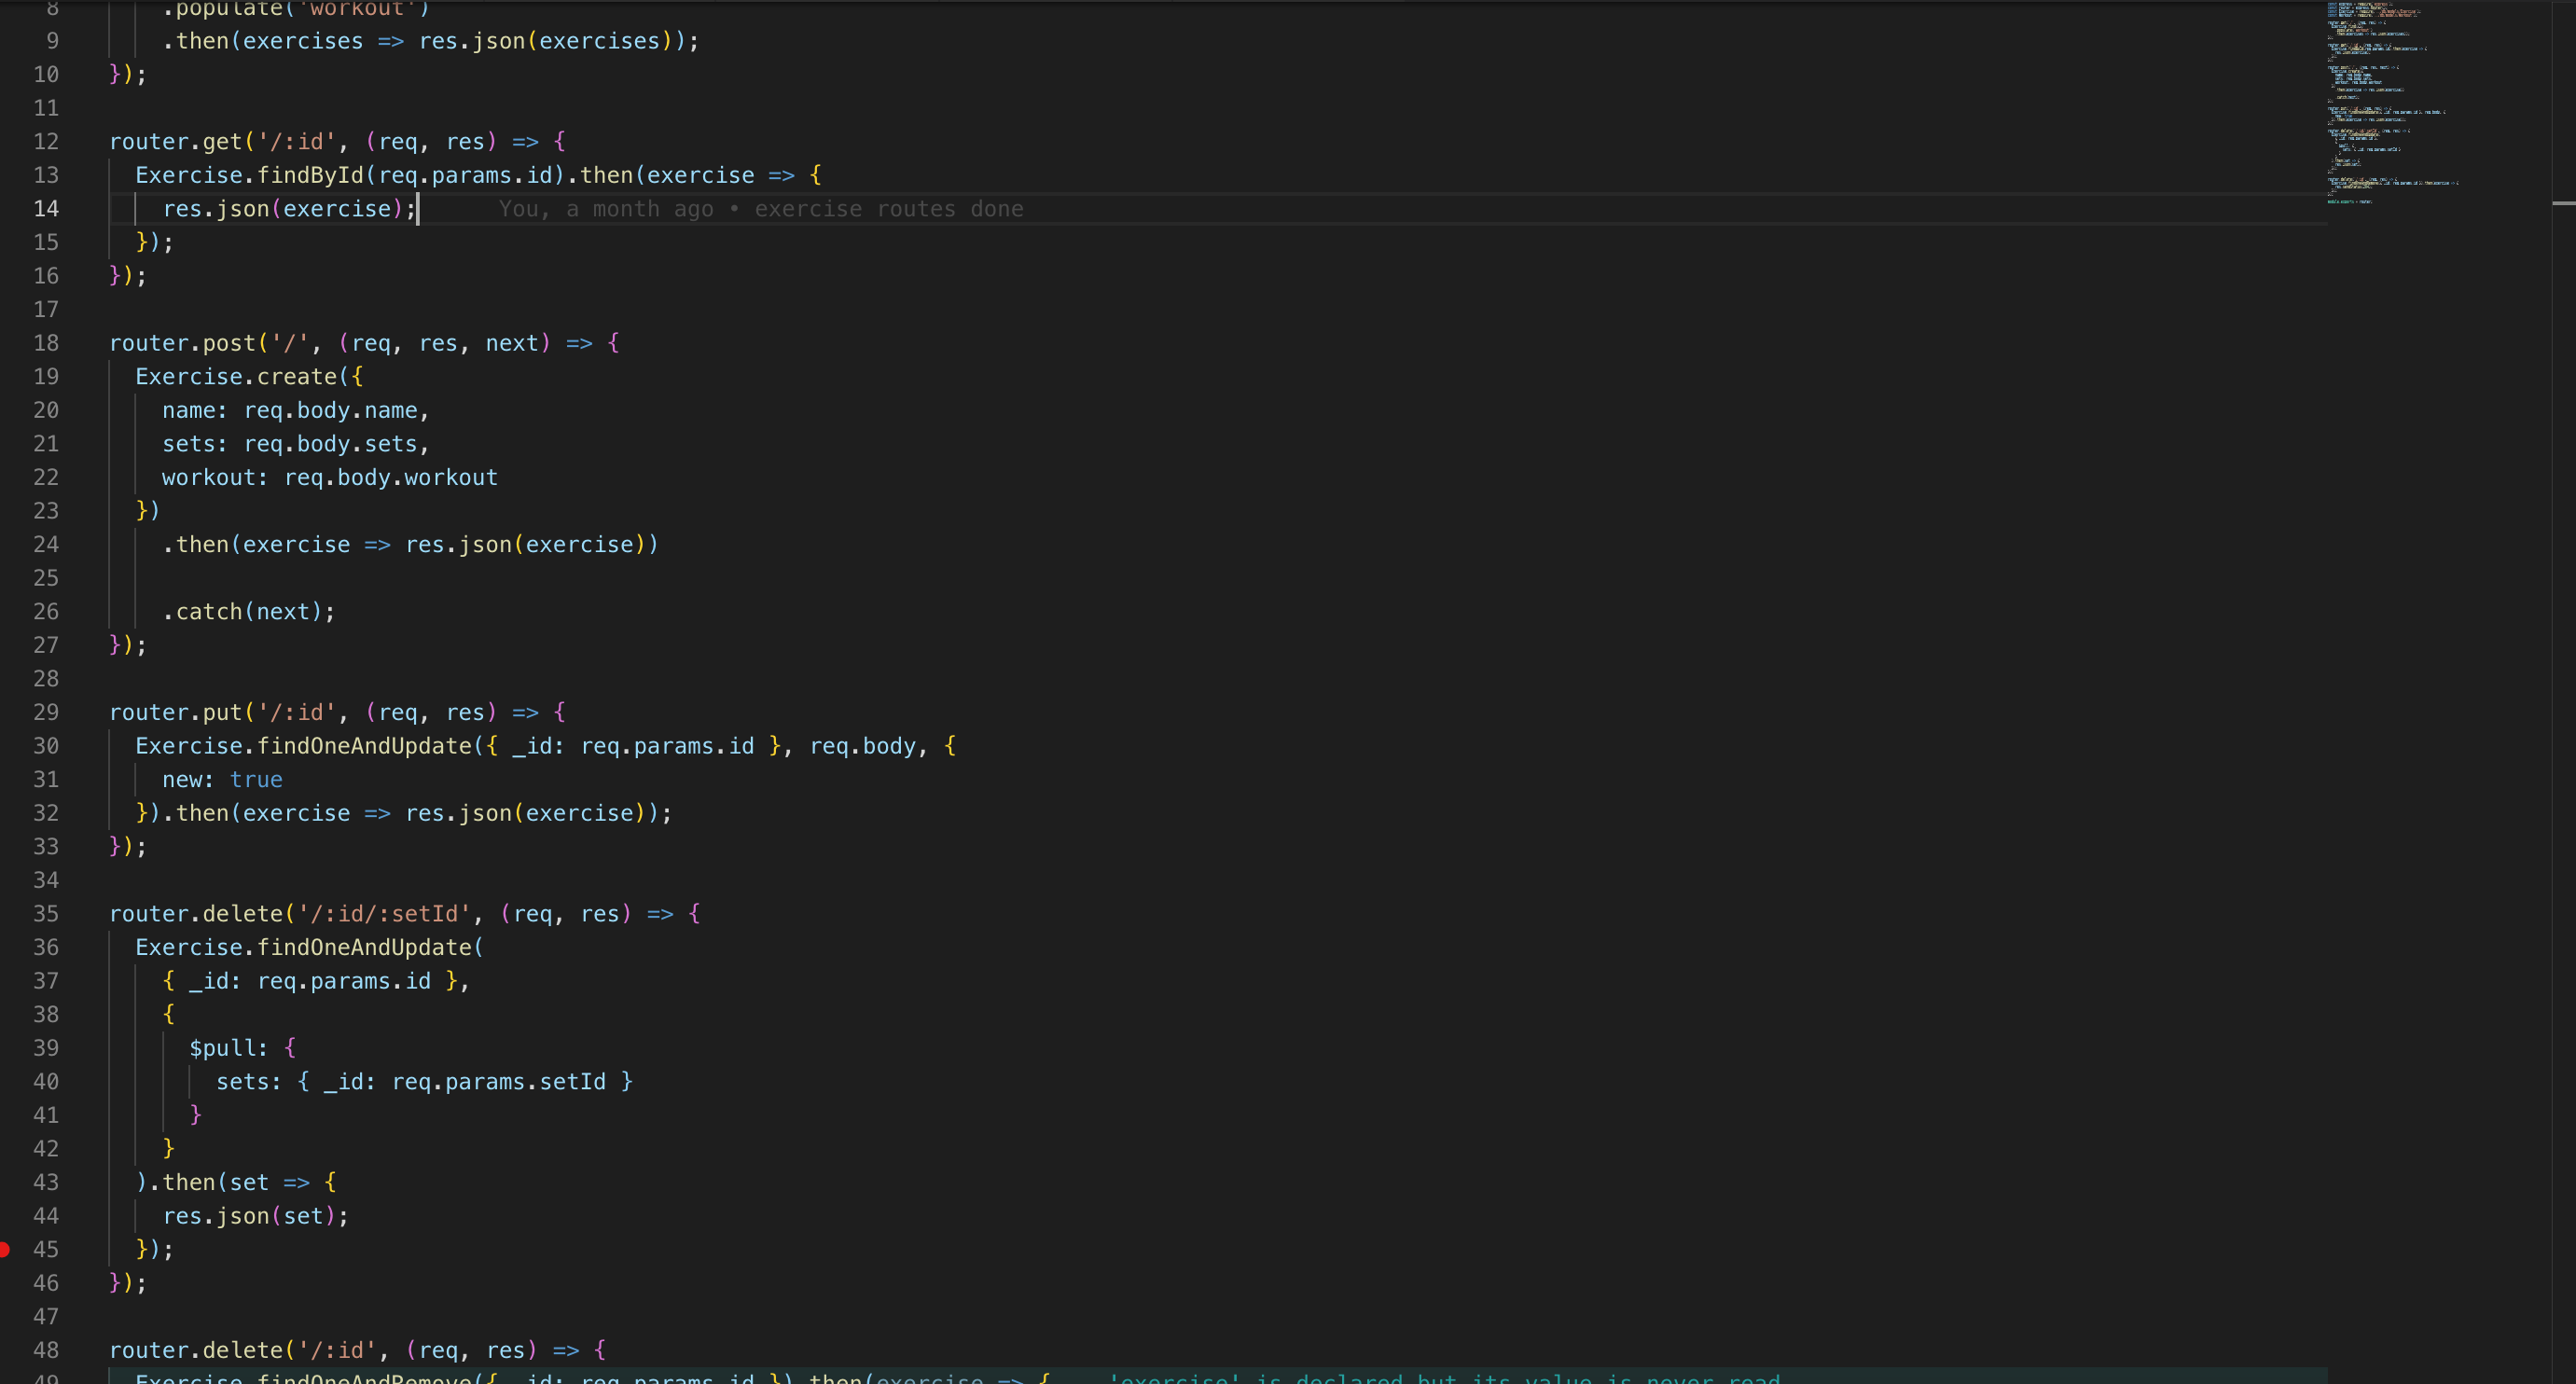 8 .populate('workout')
9 .then(exercises => res.json(exercises));
10 });
11
12 router.get('/:id', (req, res) => {
13 Exercise.findById(req.params.id).then(exercise => {
14 res.json(exercise); You, a month ago • exercise routes done
15 });
16 });
17
18 router.post('/', (req, res, next) => {
19 Exercise.create({
20 name: req.body.name,
21 sets: req.body.sets,
22 workout: req.body.workout
23 })
24 .then(exercise => res.json(exercise))
25
26 .catch(next);
27 });
28
29 router.put('/:id', (req, res) => {
30 Exercise.findOneAndUpdate({ _id: req.params.id }, req.body, {
31 new: true
32 }).then(exercise => res.json(exercise));
33 });
34
35 router.delete('/:id/:setId', (req, res) => {
36 Exercise.findOneAndUpdate(
37 { _id: req.params.id },
38 {
39 $pull: {
40 sets: { _id: req.params.setId }
41 }
42 }
43 ).then(set => {
44 res.json(set);
45 });
46 });
47
48 router.delete('/:id', (req, res) => {
49 Exercise.findOneAndRemove({ _id: req.params.id }).then(exercise => { 'exercise' is declared but its value is never read